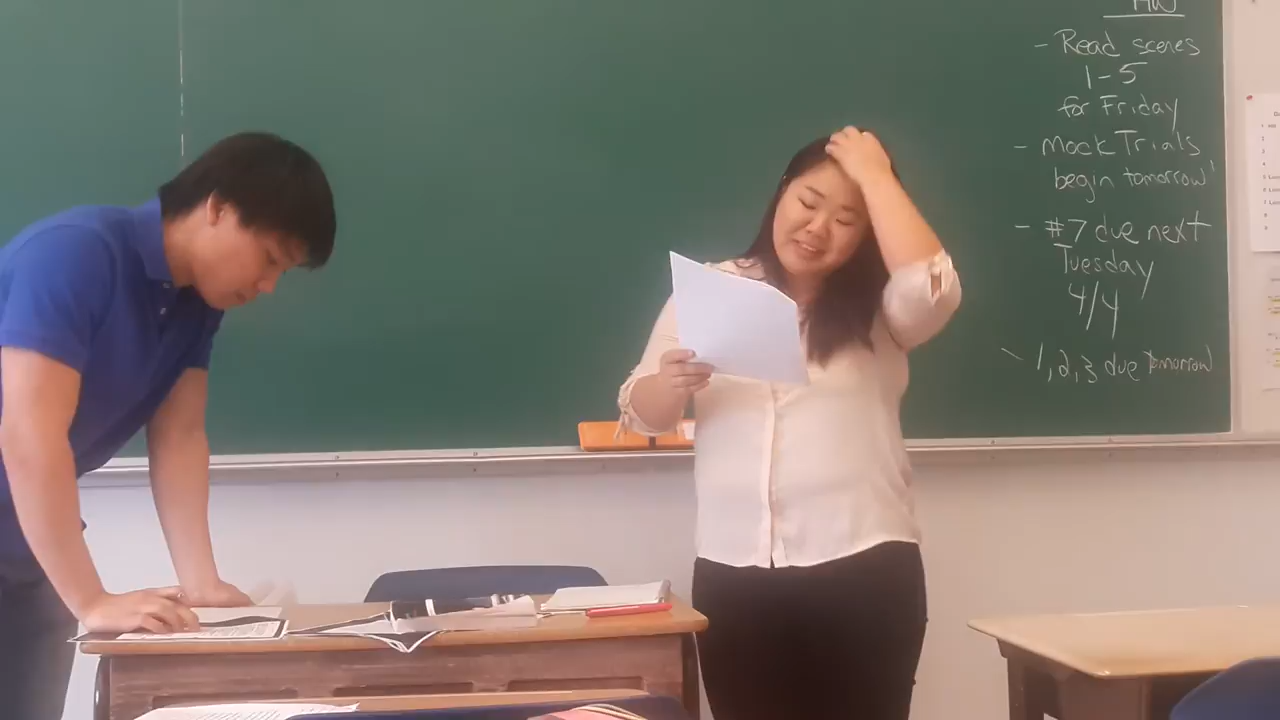 HW
- Read scenes
1-5
for Friday
- Mock Trials
begin tomorrow!
- #7 due next
Tuesday
4/4
- 1,2,3 due tomorrow